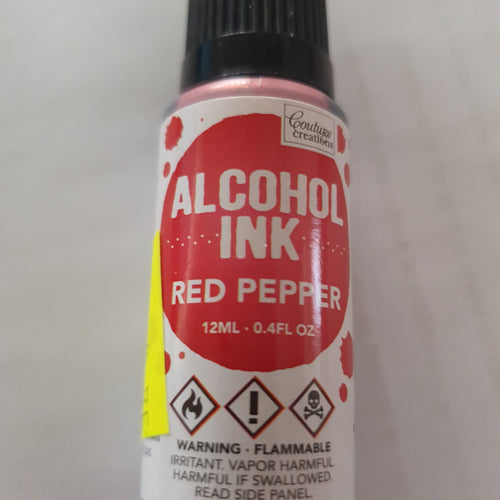 Couture
creations
ALCOHOL
INK
RED PEPPER
12ML · 0.4FL OZ
WARNING · FLAMMABLE
IRRITANT. VAPOR HARMFUL.
HARMFUL IF SWALLOWED.
READ SIDE PANEL.